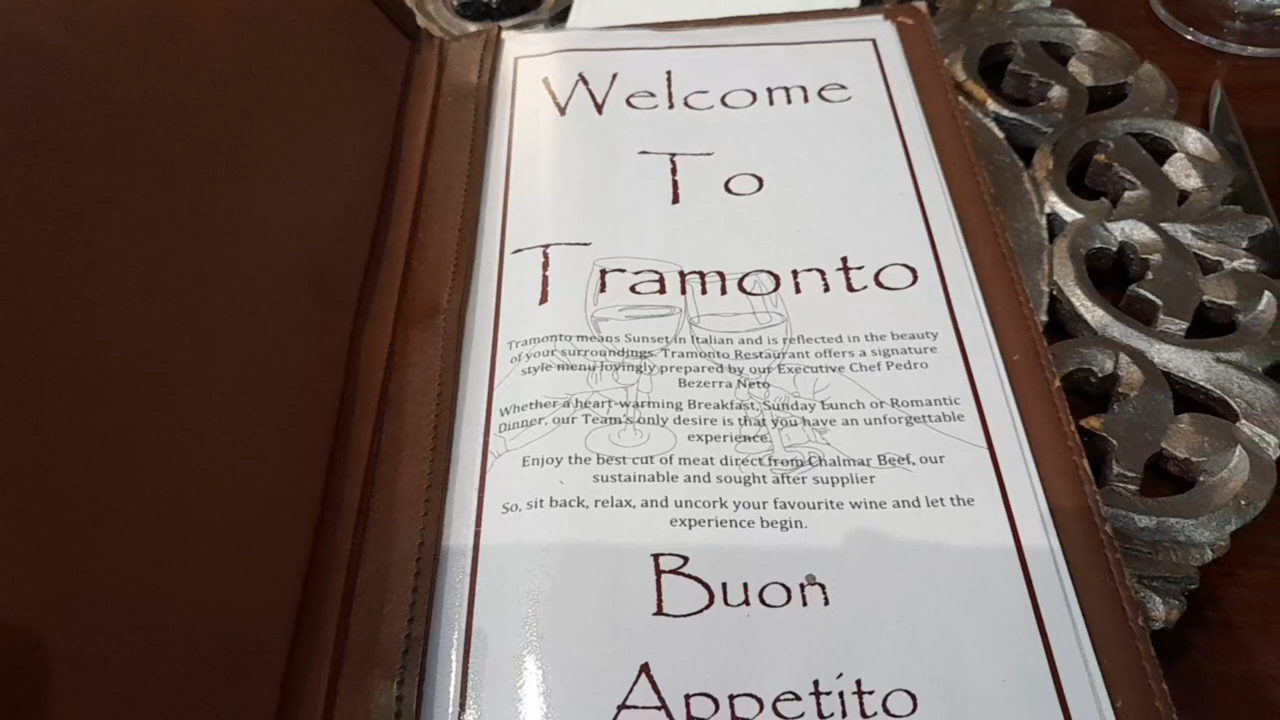 Welcome
To
Tramonto
Tramonto means Sunset in Italian and is reflected in the beauty
of your surroundings. Tramonto Restaurant offers a signature
style menu lovingly prepared by our Executive Chef Pedro
Bezerra Neto
Whether a heart-warming Breakfast, Sunday Lunch or Romantic
Dinner, our Team's only desire is that you have an unforgettable
experience.
Enjoy the best cut of meat direct from Chalmar Beef, our
sustainable and sought after supplier
So, sit back, relax, and uncork your favourite wine and let the
experience begin.
Buon
Appetito